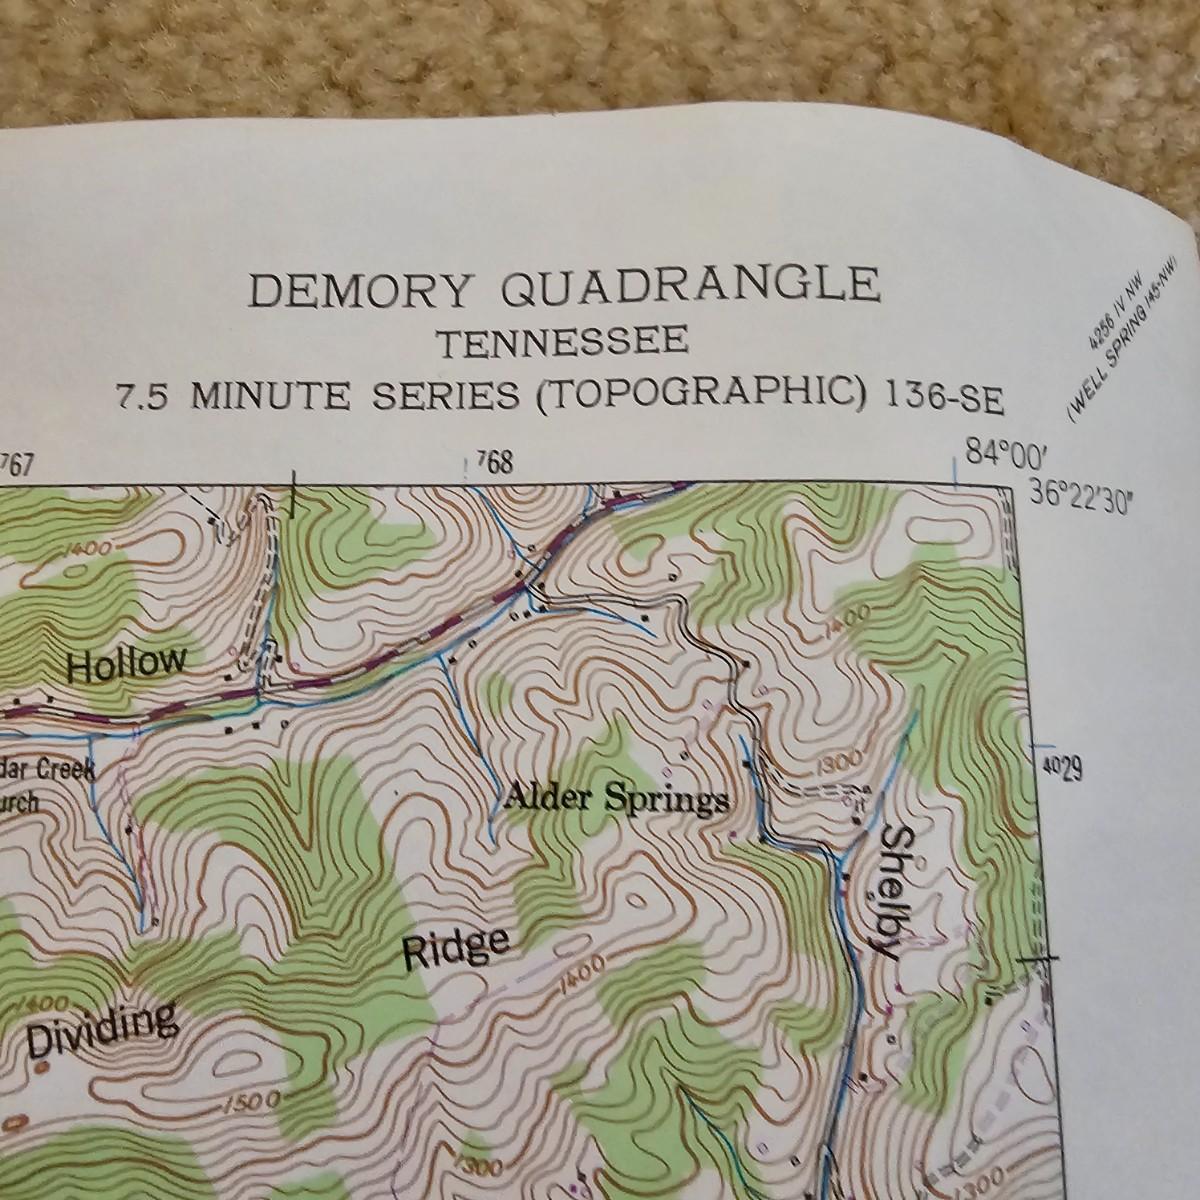 DEMORY QUADRANGLE
TENNESSEE
7.5 MINUTE SERIES (TOPOGRAPHIC) 136-SE
4256 IV NW
(WELL SPRING 145-NW)
767
768
84°00'
36°22'30"
1400
1400
Hollow
1300
4029
Creek
Alder Springs
Shelby
Ridge
1400
1400
Dividing
1500
1300
1300